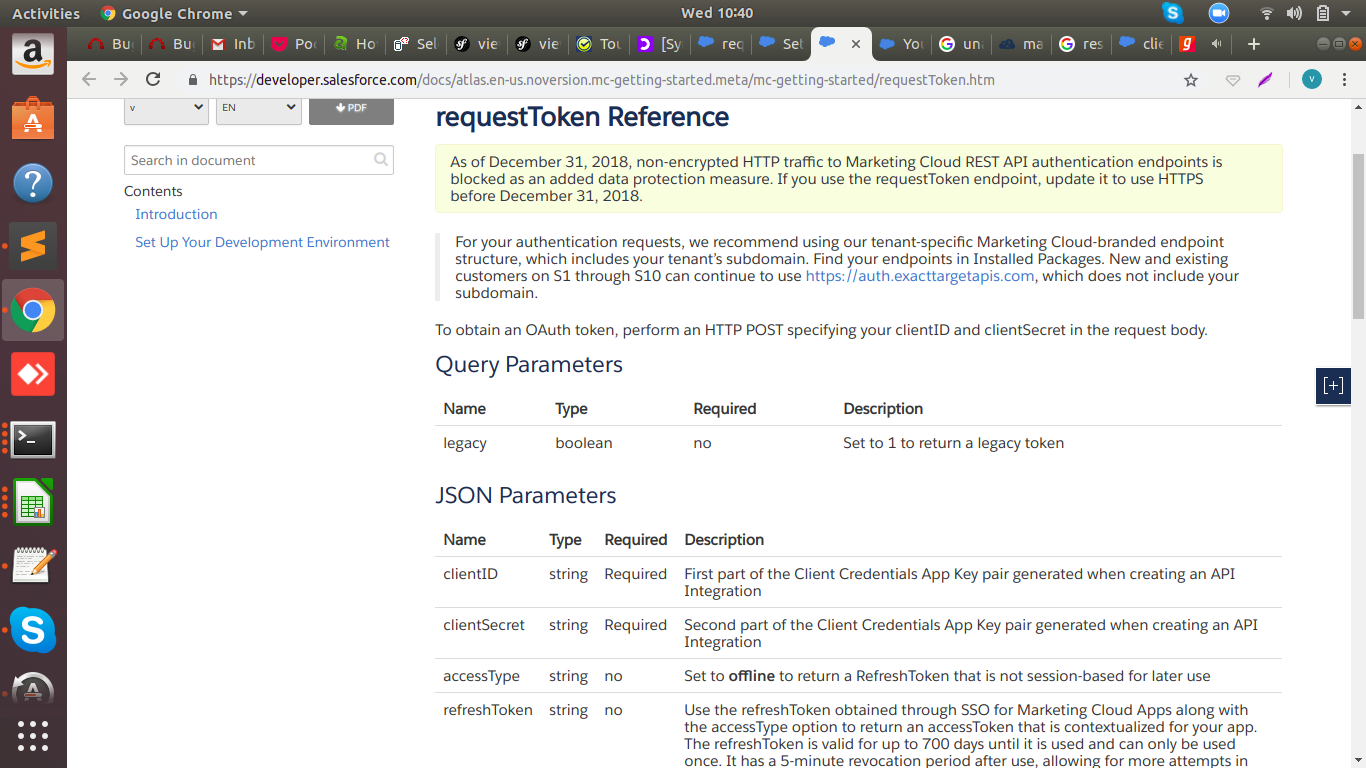 Activities
Google Chrome
Wed 10:40
Bu
Bu
Inb
Po
Ho
Sel
vie
vie
Tou
[Sy
req
Set
You
una
ma
res
clie
https://developer.salesforce.com/docs/atlas.en-us.noversion.mc-getting-started.meta/mc-getting-started/requestToken.htm
v
v
EN
PDF
requestToken Reference
As of December 31, 2018, non-encrypted HTTP traffic to Marketing Cloud REST API authentication endpoints is
blocked as an added data protection measure. If you use the requestToken endpoint, update it to use HTTPS
before December 31, 2018.
Search in document
Contents
Introduction
Set Up Your Development Environment
For your authentication requests, we recommend using our tenant-specific Marketing Cloud-branded endpoint
structure, which includes your tenant's subdomain. Find your endpoints in Installed Packages. New and existing
customers on S1 through S10 can continue to use https://auth.exacttargetapis.com, which does not include your
subdomain.
To obtain an OAuth token, perform an HTTP POST specifying your clientID and clientSecret in the request body.
Query Parameters
Name Type Required Description
legacy boolean no Set to 1 to return a legacy token
[+]
JSON Parameters
Name Type Required Description
clientID string Required First part of the Client Credentials App Key pair generated when creating an API
Integration
clientSecret string Required Second part of the Client Credentials App Key pair generated when creating an API
Integration
accessType string no Set to offline to return a RefreshToken that is not session-based for later use
refreshToken string no Use the refreshToken obtained through SSO for Marketing Cloud Apps along with
the accessType option to return an accessToken that is contextualized for your app.
The refreshToken is valid for up to 700 days until it is used and can only be used
once. It has a 5-minute revocation period after use, allowing for more attempts in